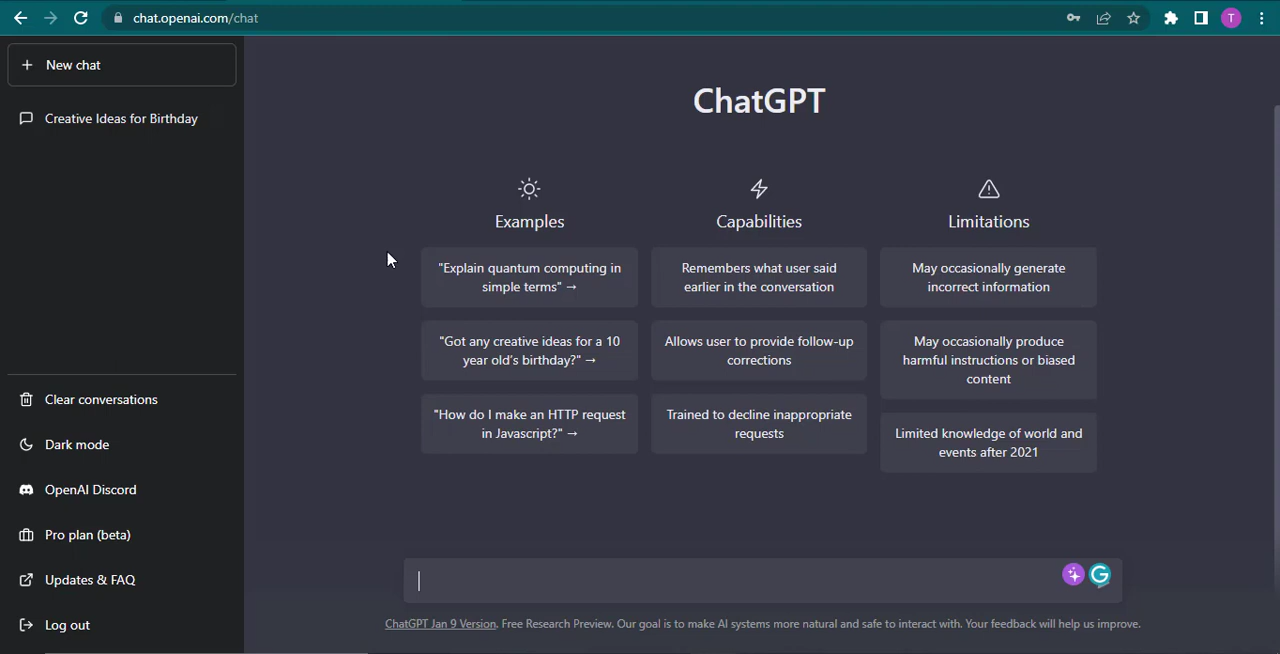 chat.openai.com/chat
T
New chat
Creative Ideas for Birthday
Clear conversations
Dark mode
OpenAI Discord
Pro plan (beta)
Updates & FAQ
Log out
ChatGPT
Examples
"Explain quantum computing in
simple terms" →
"Got any creative ideas for a 10
year old's birthday?" →
"How do I make an HTTP request
in Javascript?" →
Capabilities
Remembers what user said
earlier in the conversation
Allows user to provide follow-up
corrections
Trained to decline inappropriate
requests
Limitations
May occasionally generate
incorrect information
May occasionally produce
harmful instructions or biased
content
Limited knowledge of world and
events after 2021
ChatGPT Jan 9 Version. Free Research Preview. Our goal is to make AI systems more natural and safe to interact with. Your feedback will help us improve.